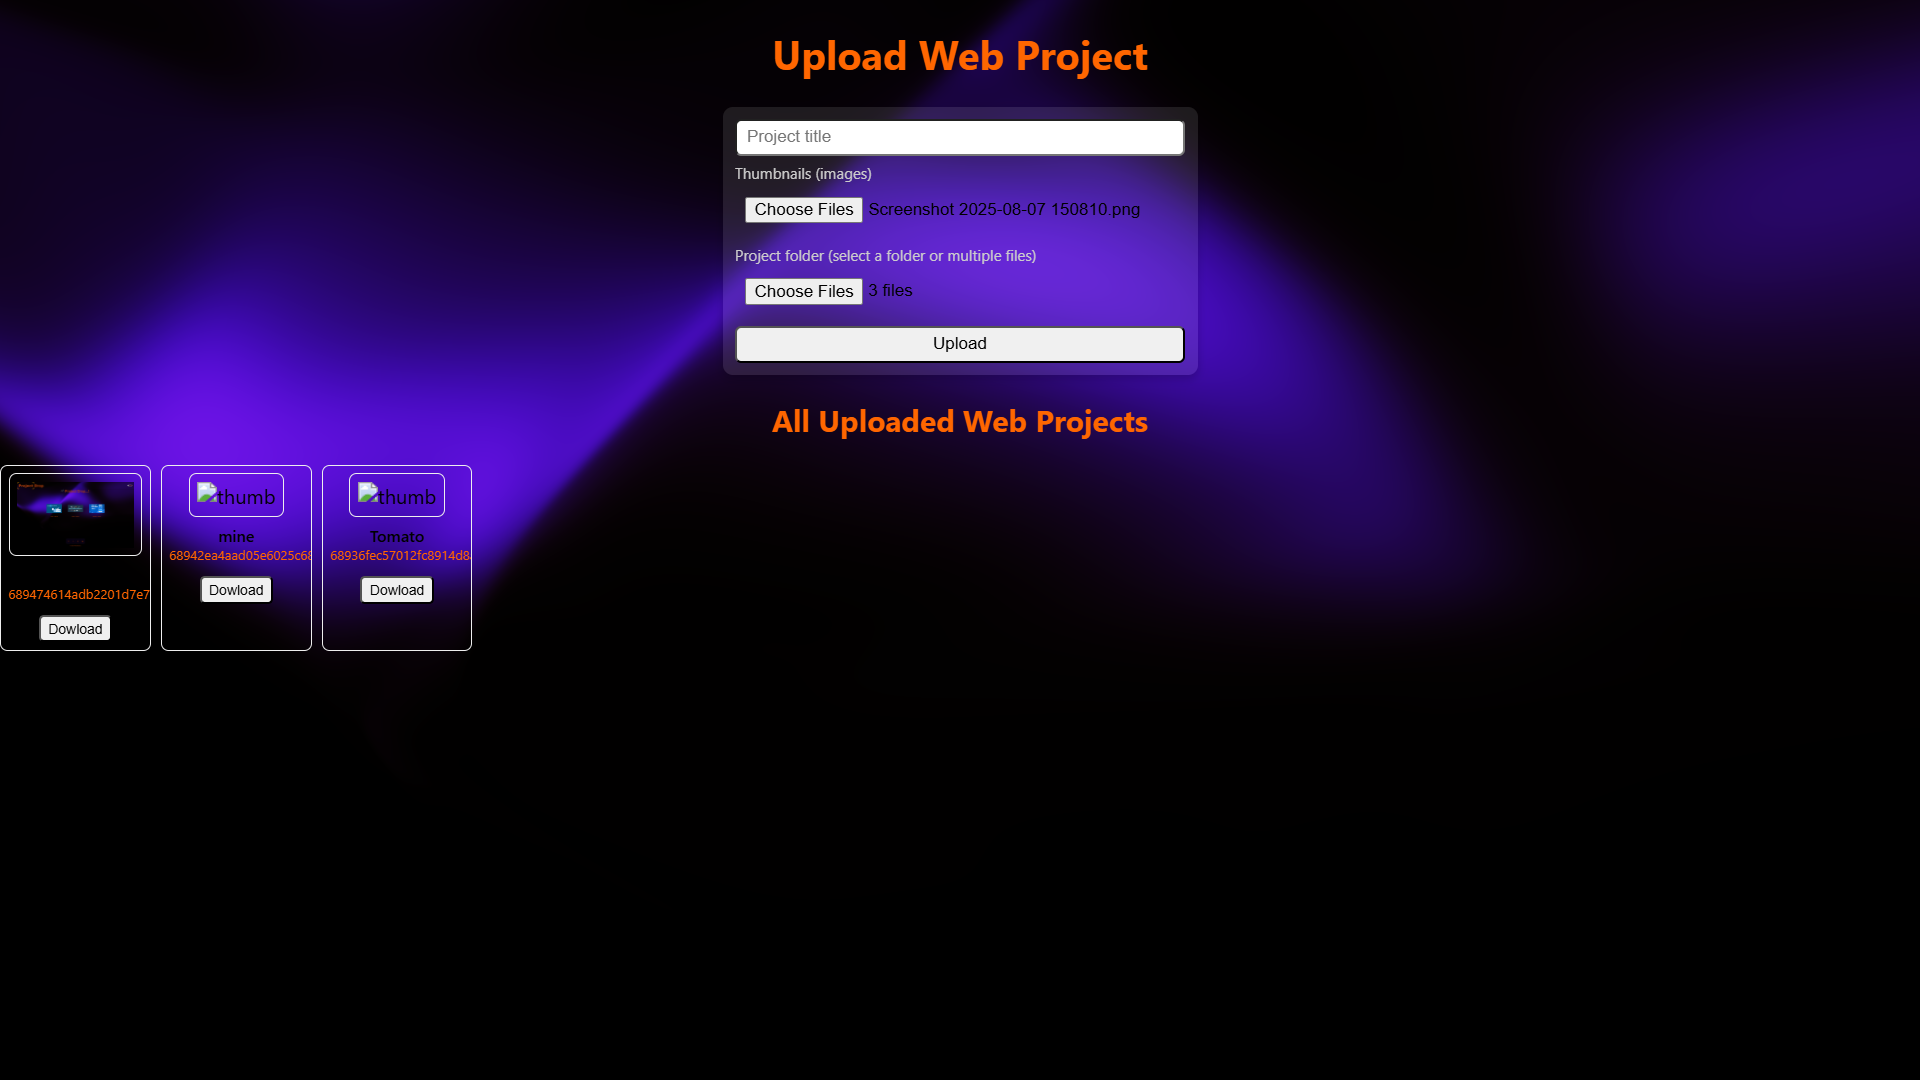 Upload Web Project
Project title
Thumbnails (images)
Choose Files Screenshot 2025-08-07 150810.png
Project folder (select a folder or multiple files)
Choose Files 3 files
Upload
All Uploaded Web Projects
thumb
thumb
mine
Tomato
689474614adb2201d7e7
68942ea4aad05e6025c68
68936fec57012fc8914d8
Dowload
Dowload
Dowload